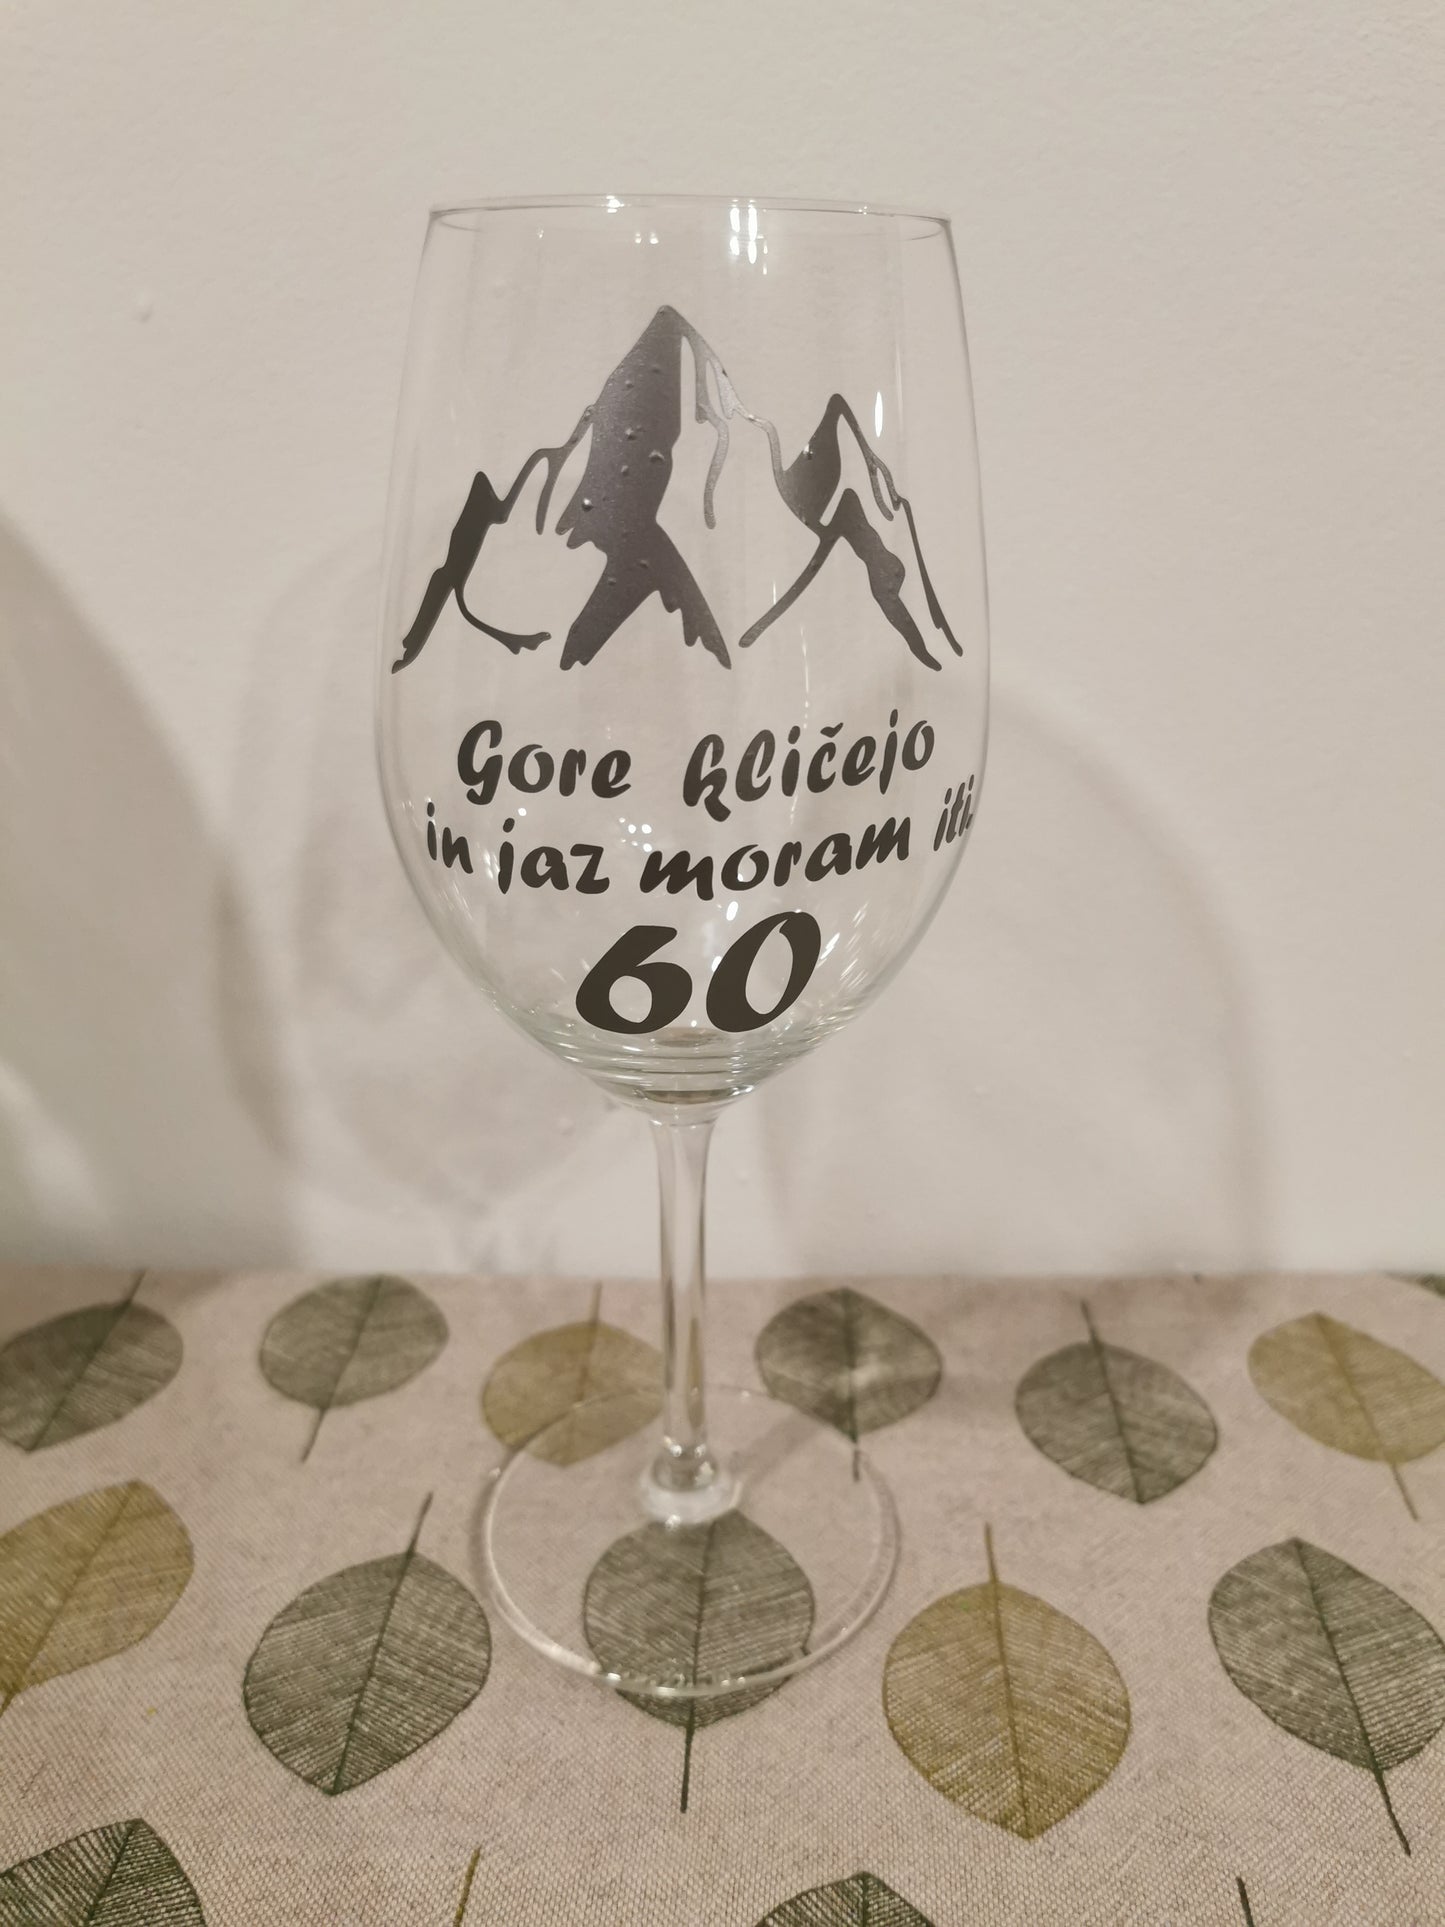 Gore kličejo
in jaz moram iti.
60